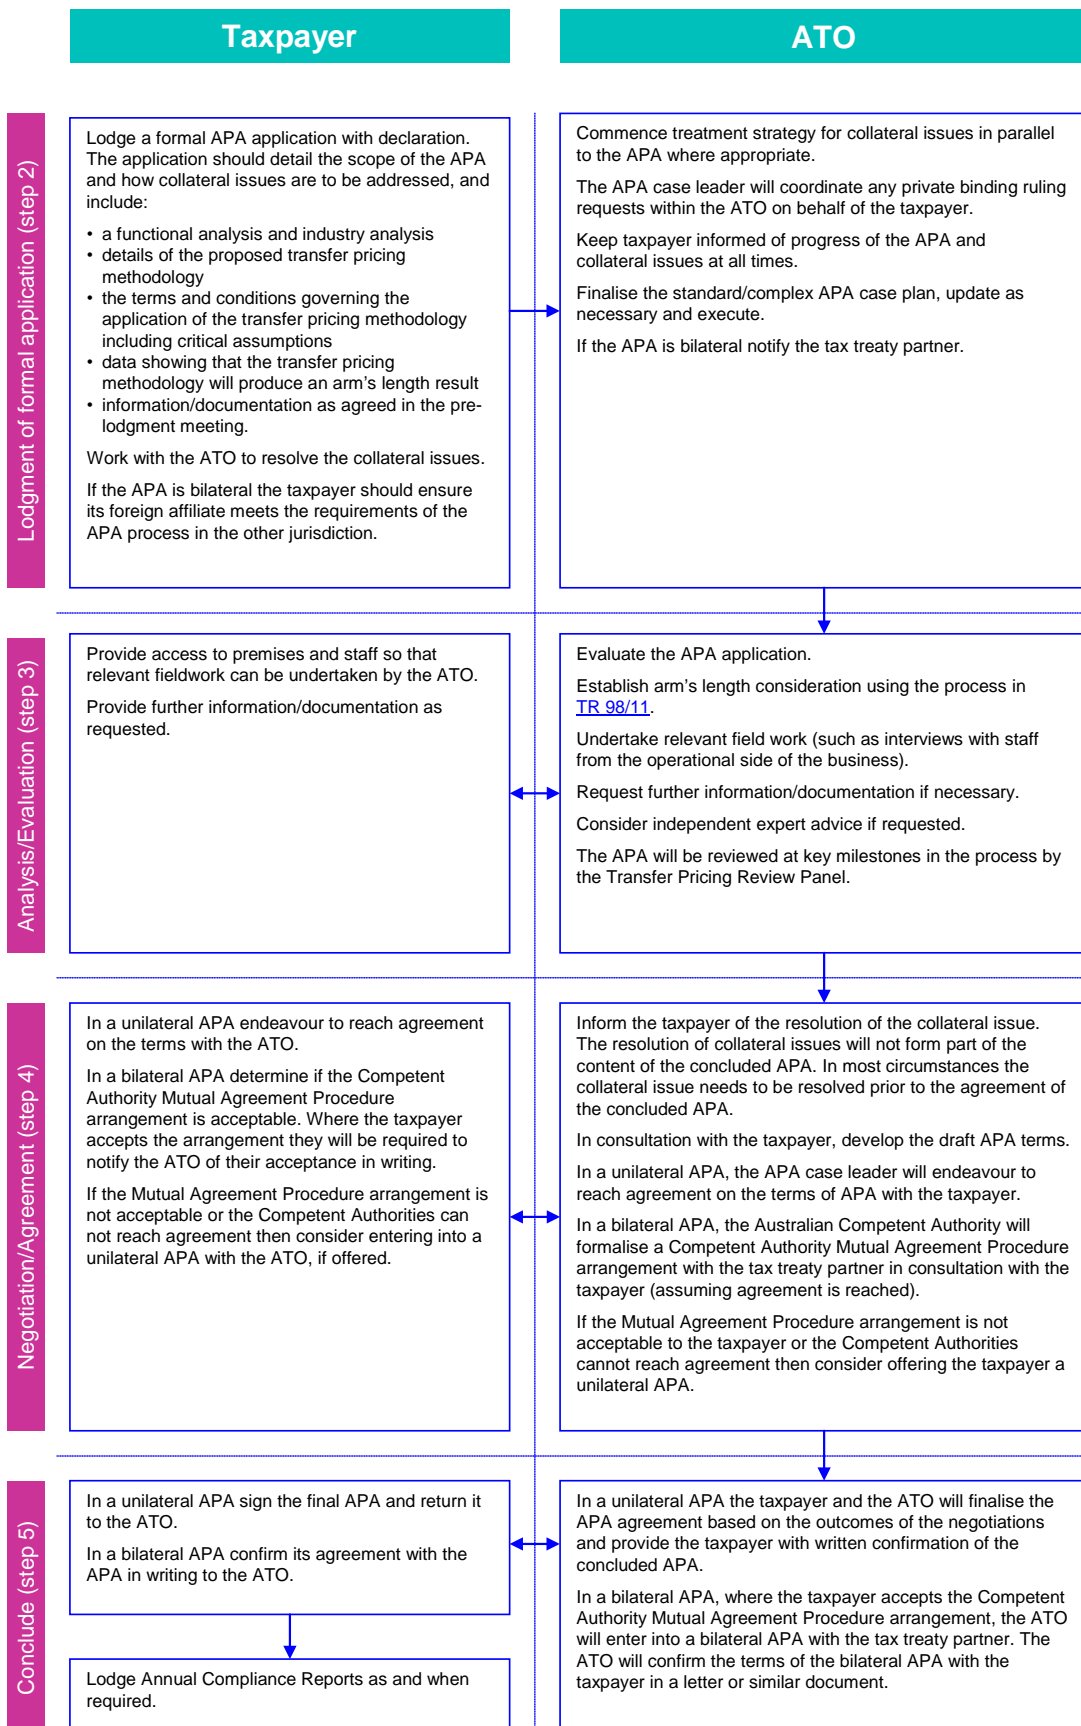 Taxpayer
ATO
Lodgment of formal application (step 2)
Lodge a formal APA application with declaration.
The application should detail the scope of the APA
and how collateral issues are to be addressed, and
include:
• a functional analysis and industry analysis
• details of the proposed transfer pricing
methodology
• the terms and conditions governing the
application of the transfer pricing methodology
including critical assumptions
• data showing that the transfer pricing
methodology will produce an arm's length result
• information/documentation as agreed in the pre-
lodgment meeting.
Work with the ATO to resolve the collateral issues.
If the APA is bilateral the taxpayer should ensure
its foreign affiliate meets the requirements of the
APA process in the other jurisdiction.
Commence treatment strategy for collateral issues in parallel
to the APA where appropriate.
The APA case leader will coordinate any private binding ruling
requests within the ATO on behalf of the taxpayer.
Keep taxpayer informed of progress of the APA and
collateral issues at all times.
Finalise the standard/complex APA case plan, update as
necessary and execute.
If the APA is bilateral notify the tax treaty partner.
Analysis/Evaluation (step 3)
Provide access to premises and staff so that
relevant fieldwork can be undertaken by the ATO.
Provide further information/documentation as
requested.
Evaluate the APA application.
Establish arm's length consideration using the process in
TR 98/11.
Undertake relevant field work (such as interviews with staff
from the operational side of the business).
Request further information/documentation if necessary.
Consider independent expert advice if requested.
The APA will be reviewed at key milestones in the process by
the Transfer Pricing Review Panel.
Negotiation/Agreement (step 4)
In a unilateral APA endeavour to reach agreement
on the terms with the ATO.
In a bilateral APA determine if the Competent
Authority Mutual Agreement Procedure
arrangement is acceptable. Where the taxpayer
accepts the arrangement they will be required to
notify the ATO of their acceptance in writing.
If the Mutual Agreement Procedure arrangement is
not acceptable or the Competent Authorities can
not reach agreement then consider entering into a
unilateral APA with the ATO, if offered.
Inform the taxpayer of the resolution of the collateral issue.
The resolution of collateral issues will not form part of the
content of the concluded APA. In most circumstances the
collateral issue needs to be resolved prior to the agreement of
the concluded APA.
In consultation with the taxpayer, develop the draft APA terms.
In a unilateral APA, the APA case leader will endeavour to
reach agreement on the terms of APA with the taxpayer.
In a bilateral APA, the Australian Competent Authority will
formalise a Competent Authority Mutual Agreement Procedure
arrangement with the tax treaty partner in consultation with the
taxpayer (assuming agreement is reached).
If the Mutual Agreement Procedure arrangement is not
acceptable to the taxpayer or the Competent Authorities
cannot reach agreement then consider offering the taxpayer a
unilateral APA.
Conclude (step 5)
In a unilateral APA sign the final APA and return it
to the ATO.
In a bilateral APA confirm its agreement with the
APA in writing to the ATO.
Lodge Annual Compliance Reports as and when
required.
In a unilateral APA the taxpayer and the ATO will finalise the
APA agreement based on the outcomes of the negotiations
and provide the taxpayer with written confirmation of the
concluded APA.
In a bilateral APA, where the taxpayer accepts the Competent
Authority Mutual Agreement Procedure arrangement, the ATO
will enter into a bilateral APA with the tax treaty partner. The
ATO will confirm the terms of the bilateral APA with the
taxpayer in a letter or similar document.